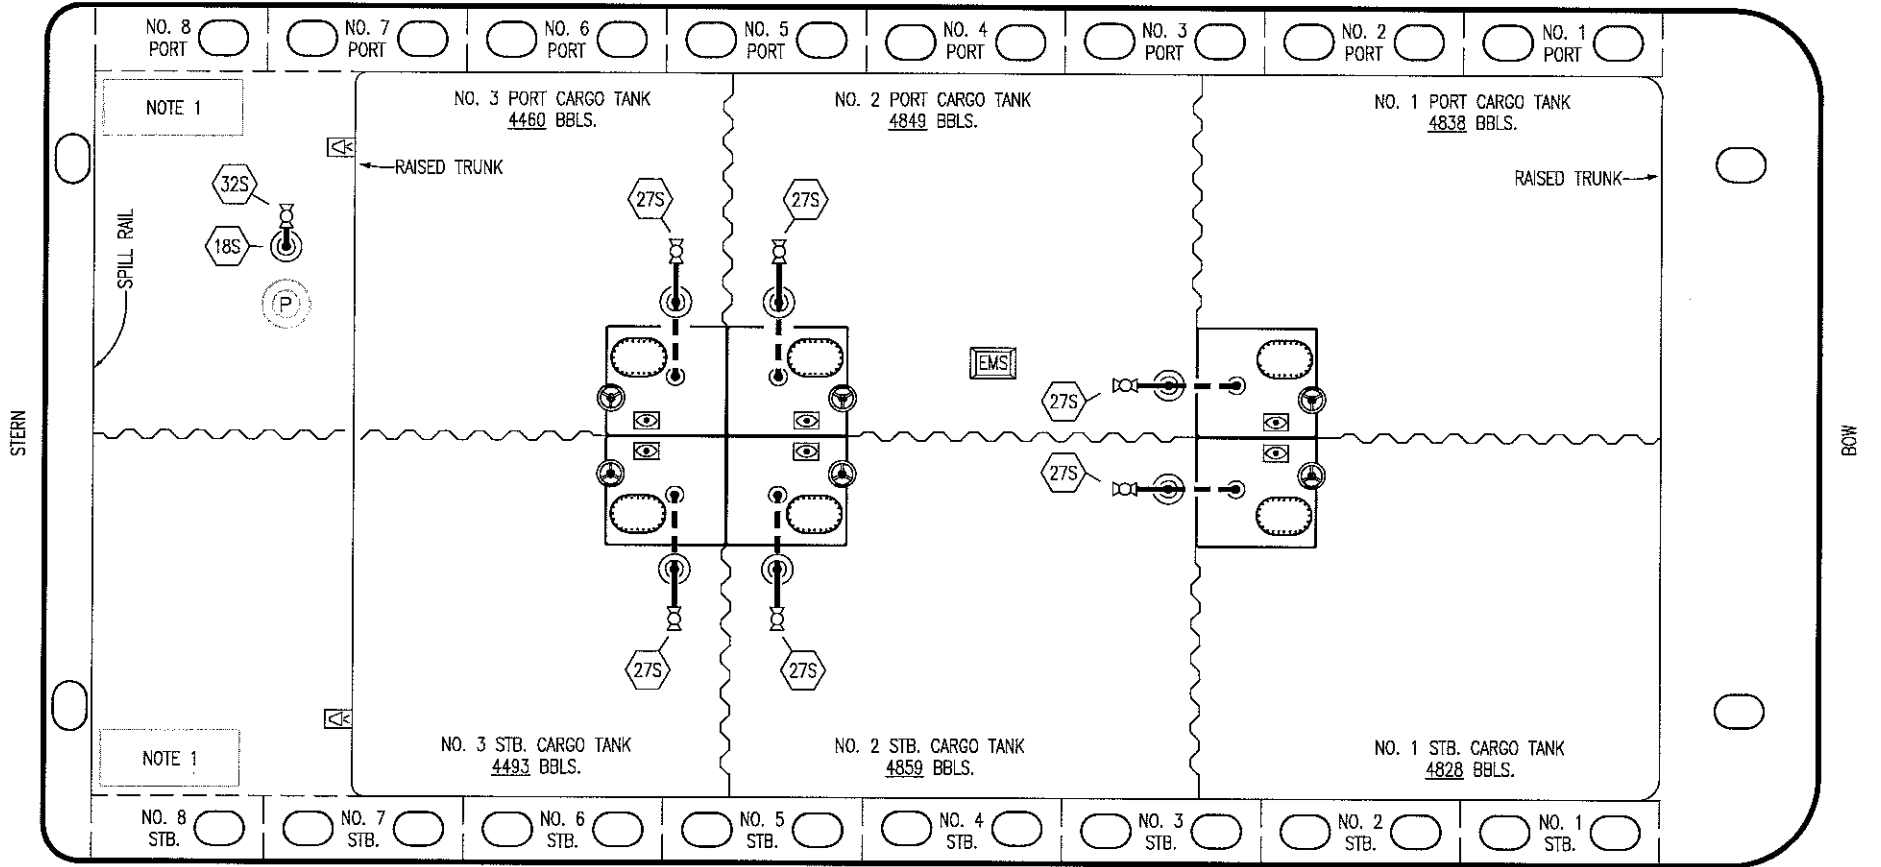 NO. 8
PORT
NO. 7
PORT
NO. 6
PORT
NO. 5
PORT
NO. 4
PORT
NO. 3
PORT
NO. 2
PORT
NO. 1
PORT
NOTE 1
NO. 3 PORT CARGO TANK
4460 BBLS.
NO. 2 PORT CARGO TANK
4849 BBLS.
NO. 1 PORT CARGO TANK
4838 BBLS.
RAISED TRUNK
RAISED TRUNK
32S
27S
27S
18S
SPILL RAIL
P
EMS
27S
STERN
BOW
27S
27S
27S
NO. 3 STB. CARGO TANK
4493 BBLS.
NO. 2 STB. CARGO TANK
4859 BBLS.
NO. 1 STB. CARGO TANK
4828 BBLS.
NOTE 1
NO. 8
STB.
NO. 7
STB.
NO. 6
STB.
NO. 5
STB.
NO. 4
STB.
NO. 3
STB.
NO. 2
STB.
NO. 1
STB.